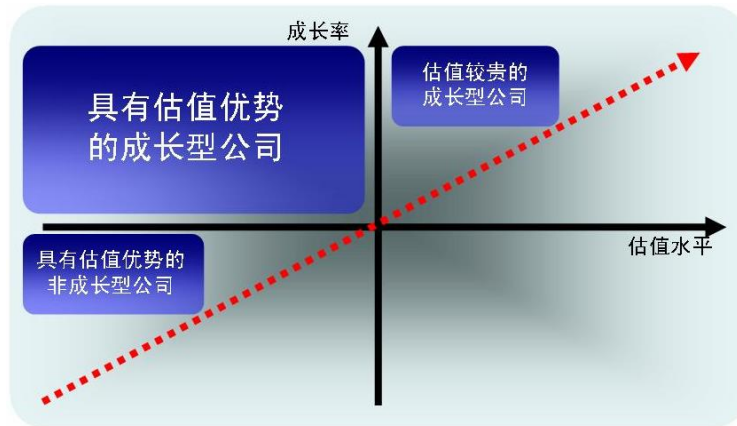 成长率
具有估值优势
的成长型公司
估值较贵的
成长型公司
估值水平
具有估值优势的
非成长型公司